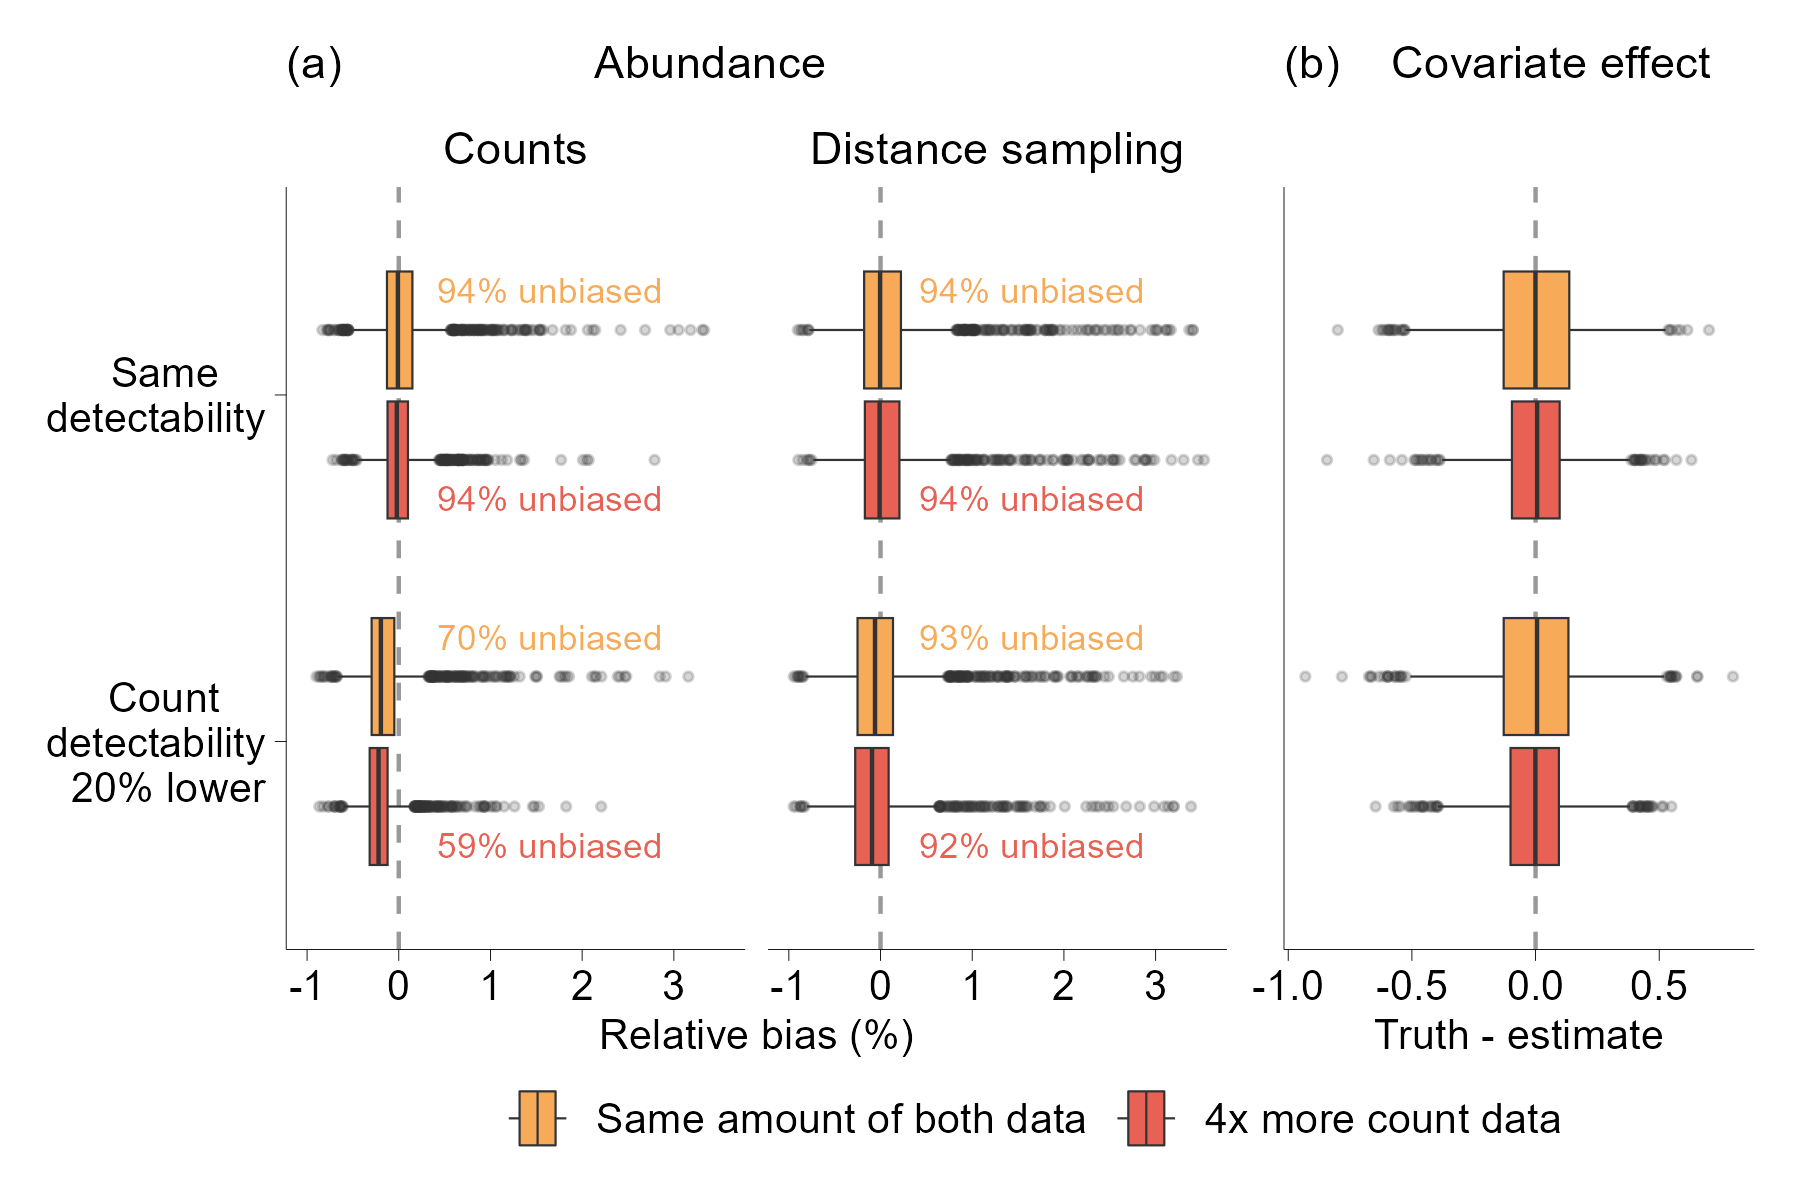 (a) Abundance
(b) Covariate effect
Counts
Distance sampling
94% unbiased
94% unbiased
Same
detectability
94% unbiased
94% unbiased
70% unbiased
93% unbiased
Count
detectability
20% lower
59% unbiased
92% unbiased
-1 0 1 2 3
-1 0 1 2 3
-1.0 -0.5 0.0 0.5
Relative bias (%)
Truth - estimate
Same amount of both data
4x more count data